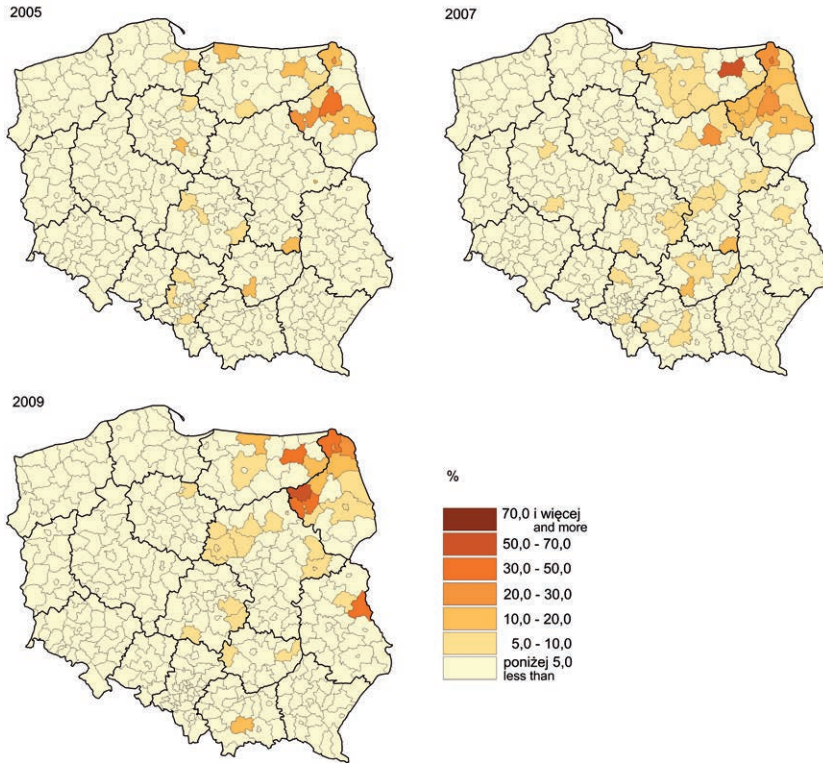 2005
2007
2009
%
70,0 i więcej
and more
50,0 - 70,0
30,0 - 50,0
20,0 - 30,0
10,0 - 20,0
5,0 - 10,0
poniżej 5,0
less than